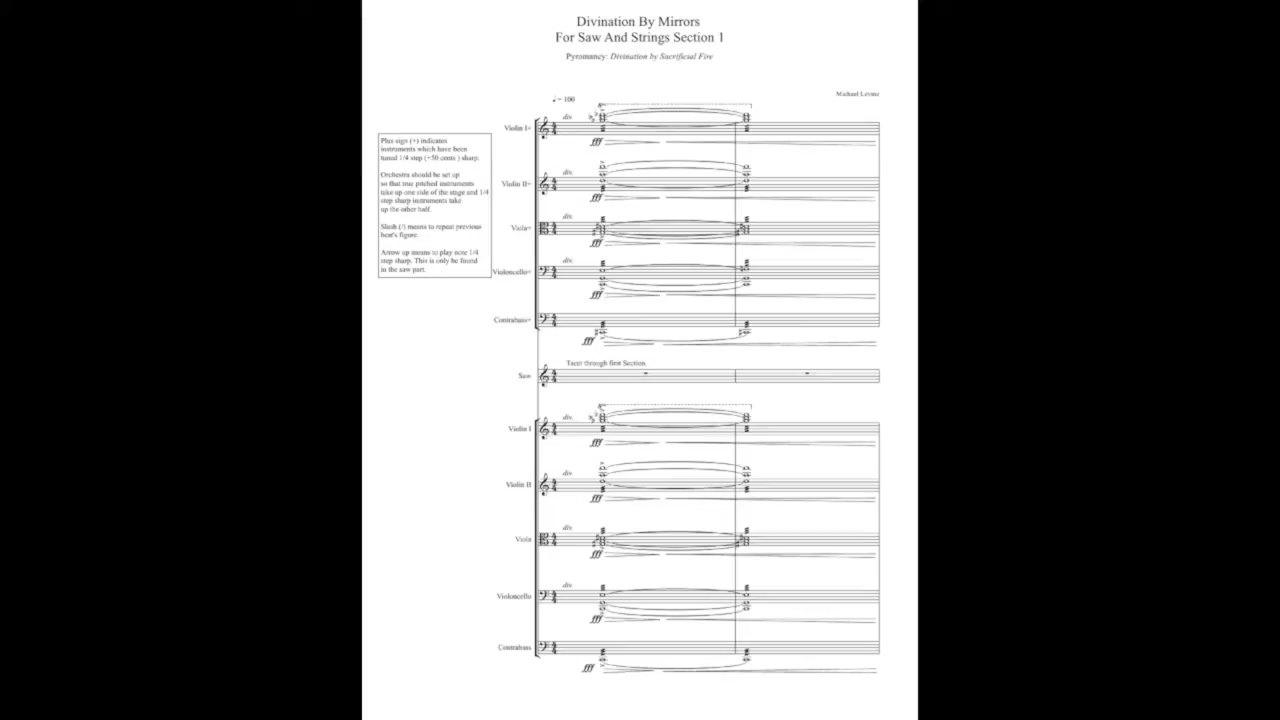 Divination By Mirrors
For Saw And Strings Section 1
Pyromancy: Divination by Sacrificial Fire
Michael Levine
♩ = 100
Plus sign (+) indicates
instruments which have been
tuned 1/4 step (+50 cents ) sharp.
Orchestra should be set up
so that true pitched instruments
take up one side of the stage and 1/4
step sharp instruments take
up the other half.
Slash (/) means to repeat previous
beat's figure.
Arrow up means to play note 1/4
step sharp. This is only be found
in the saw part.
8va
div
Violin I+
fff
div
Violin II+
fff
div
Viola+
fff
div
Violoncello+
fff
Contrabass+
fff
Tacet through first Section.
Saw
8va
div
Violin I
fff
div
Violin II
fff
div
Viola
fff
div
Violoncello
fff
Contrabass
fff